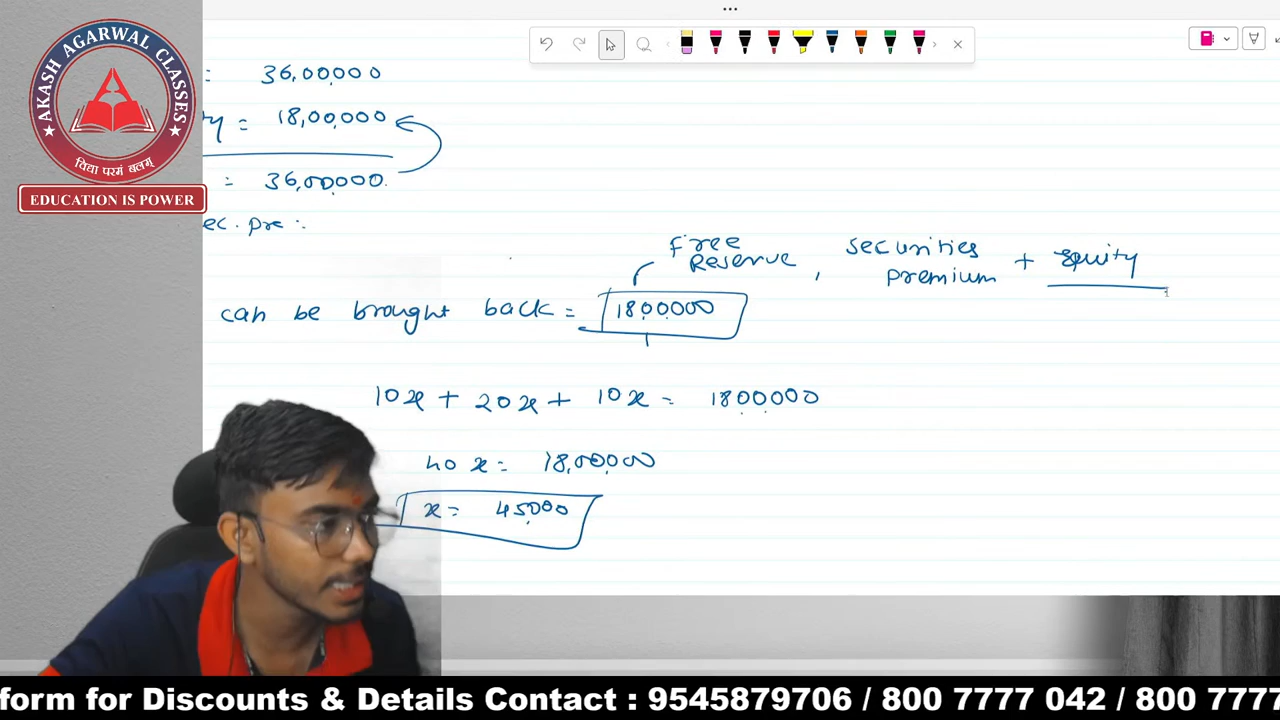 AKASH AGARWAL CLASSES
विद्या परमं बलम्
EDUCATION IS POWER
: 36,00,000
= 18,00,000
= 36,00,000.
ec. pre :
Free Reserve, securities premium + equity
can be brought back = 1800000
10x + 20x + 10x = 1800000
40x = 18,00,000
x = 45000
form for Discounts & Details Contact : 9545879706 / 800 7777 042 / 800 7777